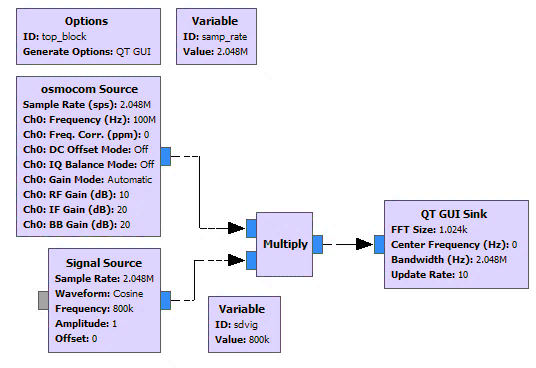 Options
ID: top_block
Generate Options: QT GUI
Variable
ID: samp_rate
Value: 2.048M
osmocom Source
Sample Rate (sps): 2.048M
Ch0: Frequency (Hz): 100M
Ch0: Freq. Corr. (ppm): 0
Ch0: DC Offset Mode: Off
Ch0: IQ Balance Mode: Off
Ch0: Gain Mode: Automatic
Ch0: RF Gain (dB): 10
Ch0: IF Gain (dB): 20
Ch0: BB Gain (dB): 20
Signal Source
Sample Rate: 2.048M
Waveform: Cosine
Frequency: 800k
Amplitude: 1
Offset: 0
Multiply
Variable
ID: sdvig
Value: 800k
QT GUI Sink
FFT Size: 1.024k
Center Frequency (Hz): 0
Bandwidth (Hz): 2.048M
Update Rate: 10